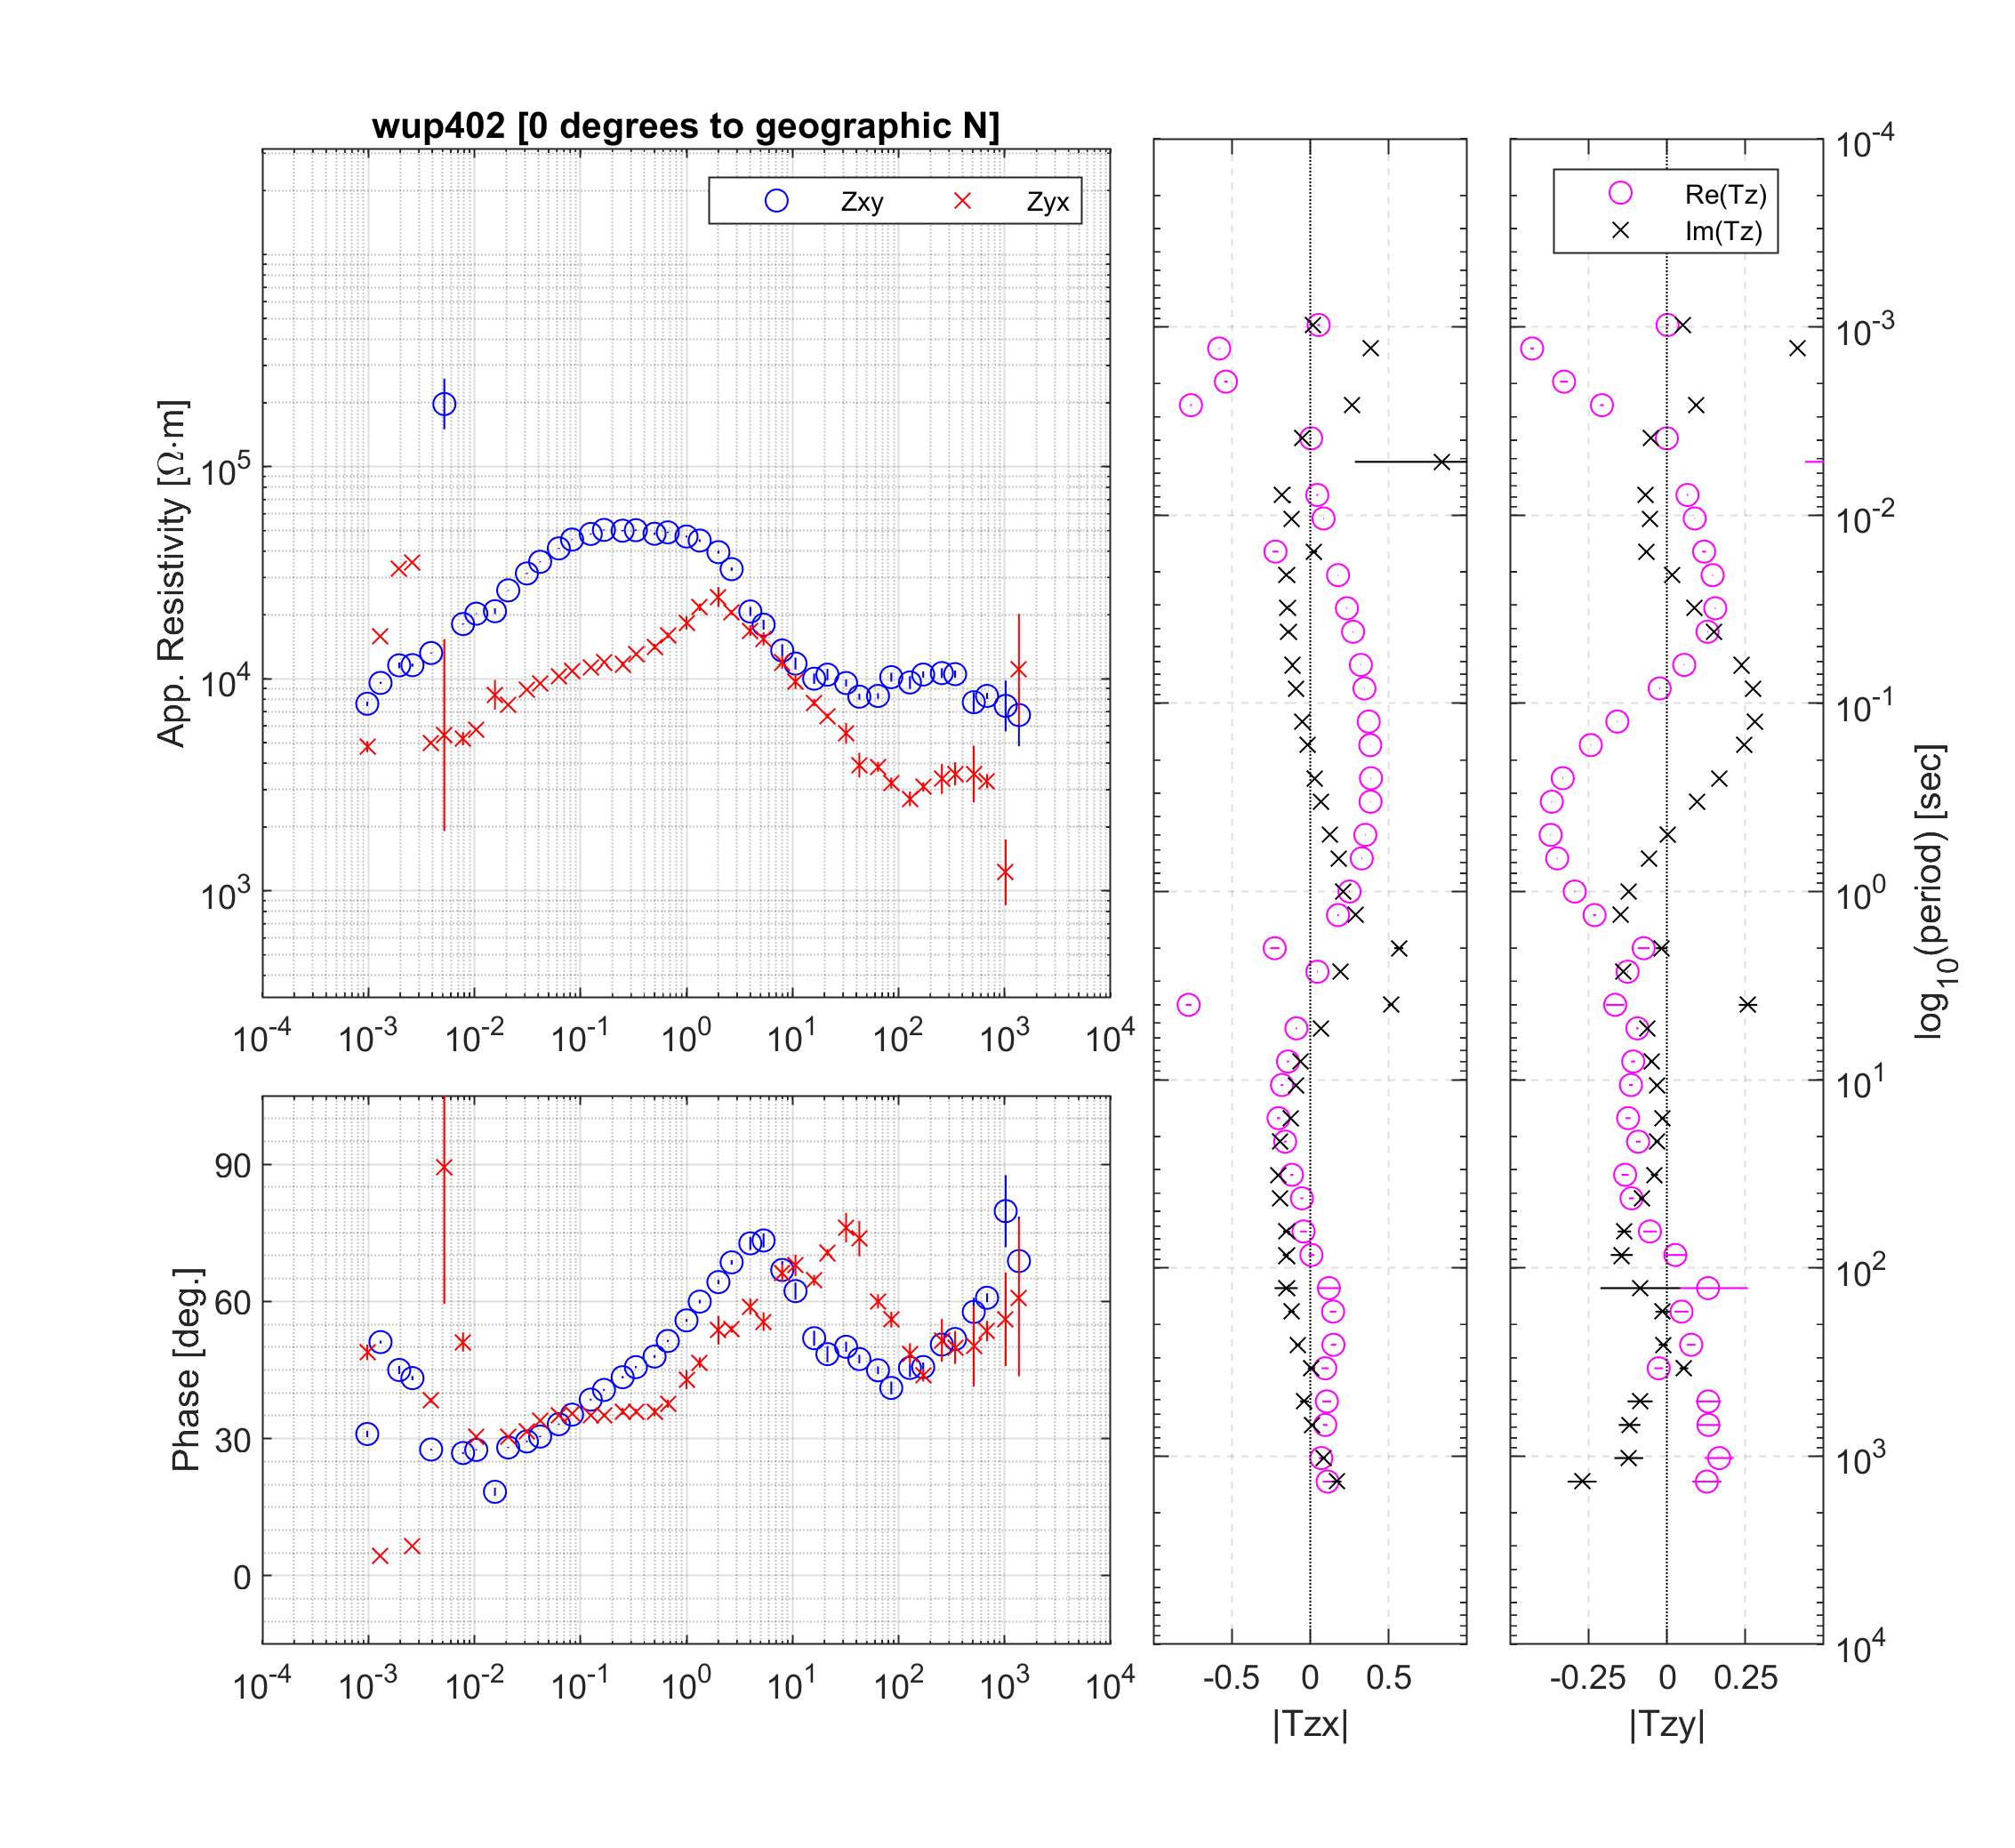 wup402 [0 degrees to geographic N]
Zxy Zyx
App. Resistivity [Ω·m]
10^5
10^4
10^3
10^-4 10^-3 10^-2 10^-1 10^0 10^1 10^2 10^3 10^4
Phase [deg.]
90
60
30
0
10^-4 10^-3 10^-2 10^-1 10^0 10^1 10^2 10^3 10^4
-0.5 0 0.5
|Tzx|
Re(Tz)
Im(Tz)
-0.25 0 0.25
|Tzy|
10^-4
10^-3
10^-2
10^-1
10^0
10^1
10^2
10^3
10^4
log_10(period) [sec]